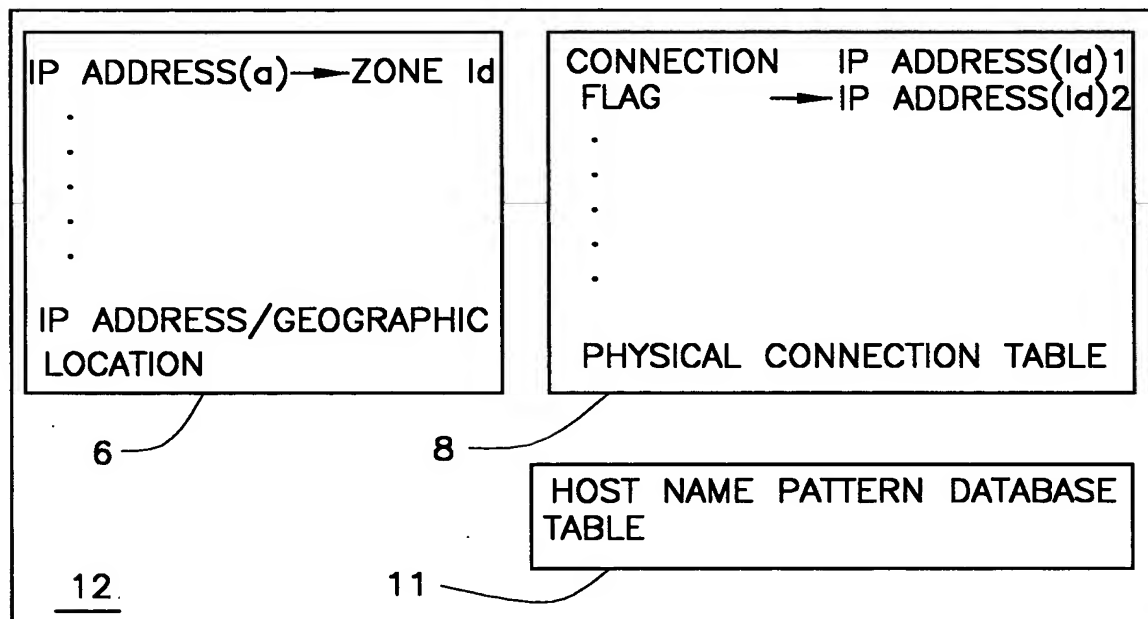 IP ADDRESS(a)→ZONE Id
IP ADDRESS/GEOGRAPHIC
LOCATION
6
CONNECTION IP ADDRESS(Id)1
FLAG →IP ADDRESS(Id)2
PHYSICAL CONNECTION TABLE
8
HOST NAME PATTERN DATABASE
TABLE
11
12